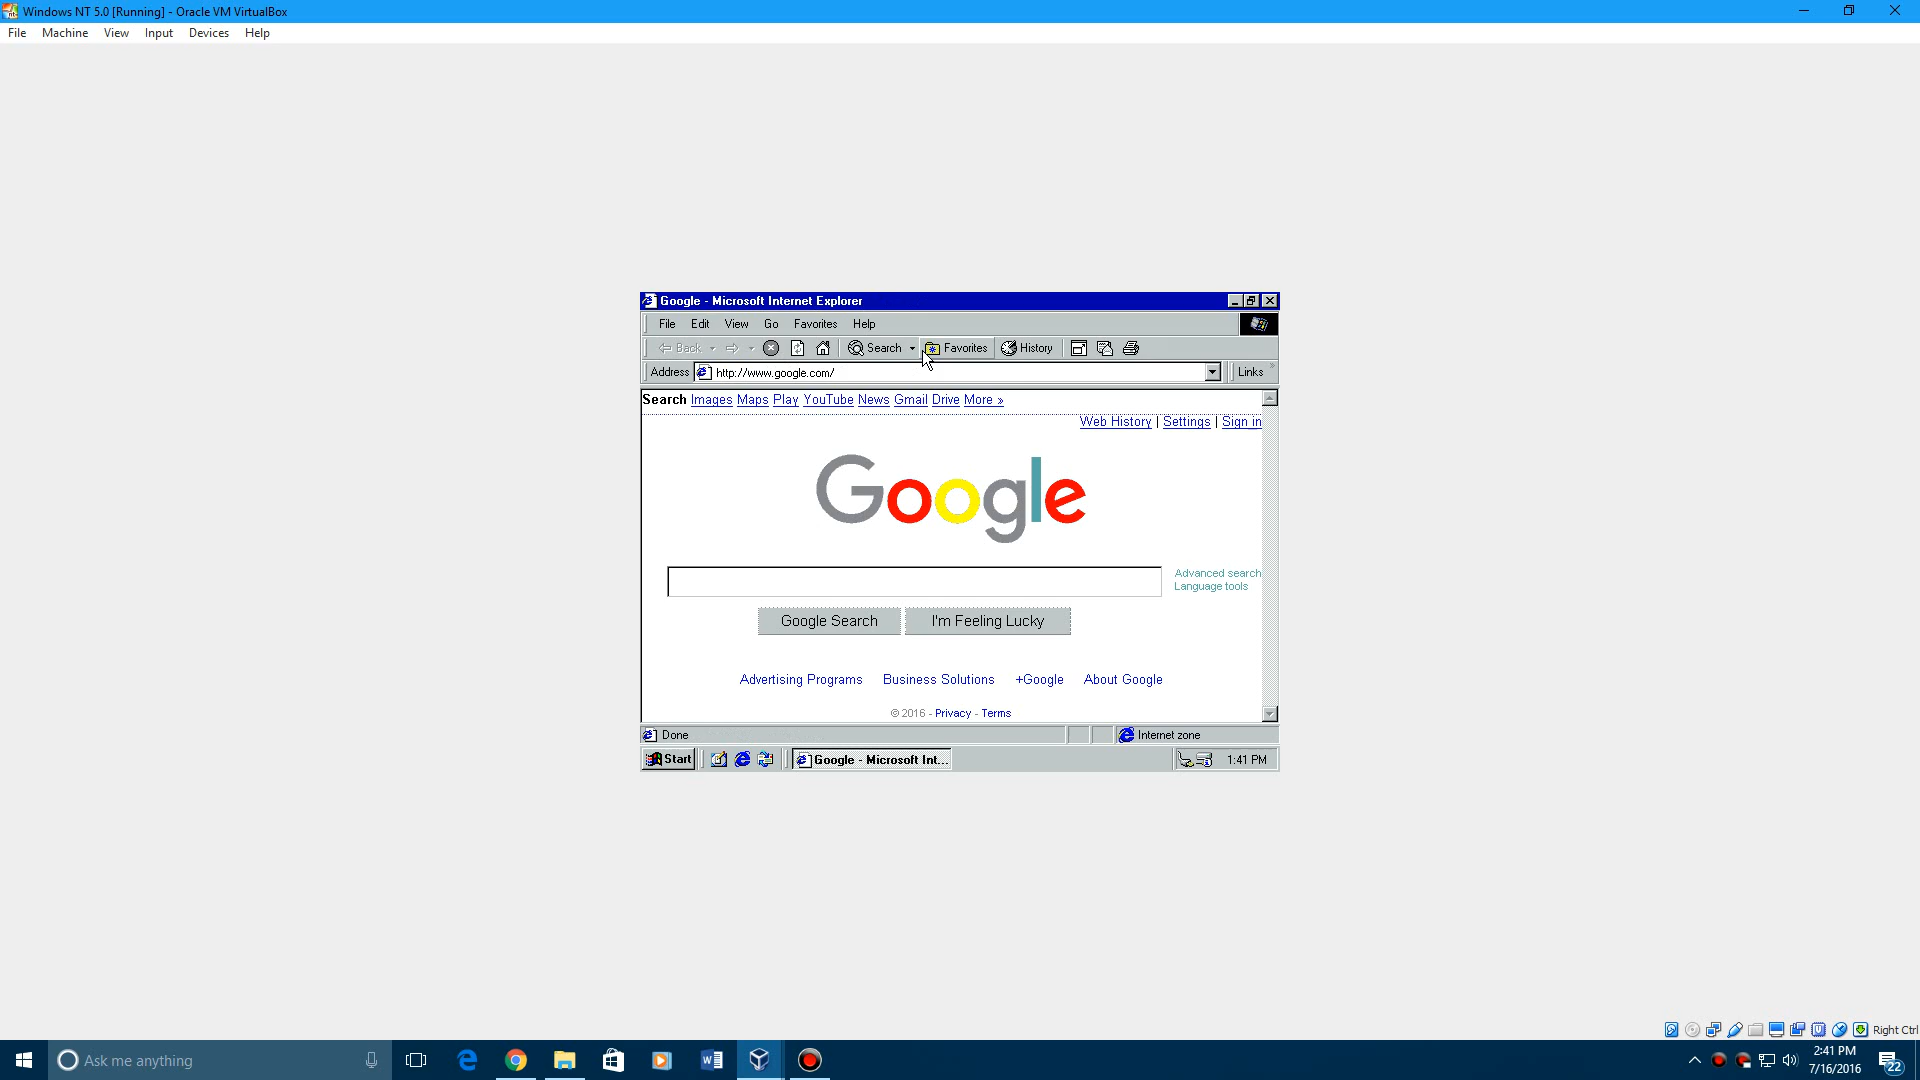 Windows NT 5.0 [Running] - Oracle VM VirtualBox
File Machine View Input Devices Help
Google - Microsoft Internet Explorer
File Edit View Go Favorites Help
Back Search Favorites History
Address http://www.google.com/ Links
Search Images Maps Play YouTube News Gmail Drive More »
Web History | Settings | Sign in
Google
Advanced search
Language tools
Google Search I'm Feeling Lucky
Advertising Programs Business Solutions +Google About Google
© 2016 - Privacy - Terms
Done Internet zone
Start Google - Microsoft Int... 1:41 PM
Right Ctrl
Ask me anything
2:41 PM
7/16/2016
22